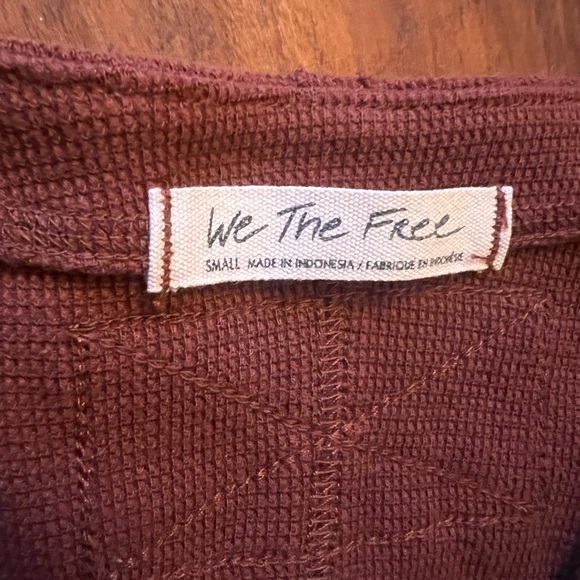 We The Free
SMALL MADE IN INDONESIA / FABRIQUE EN INDONÉSIE